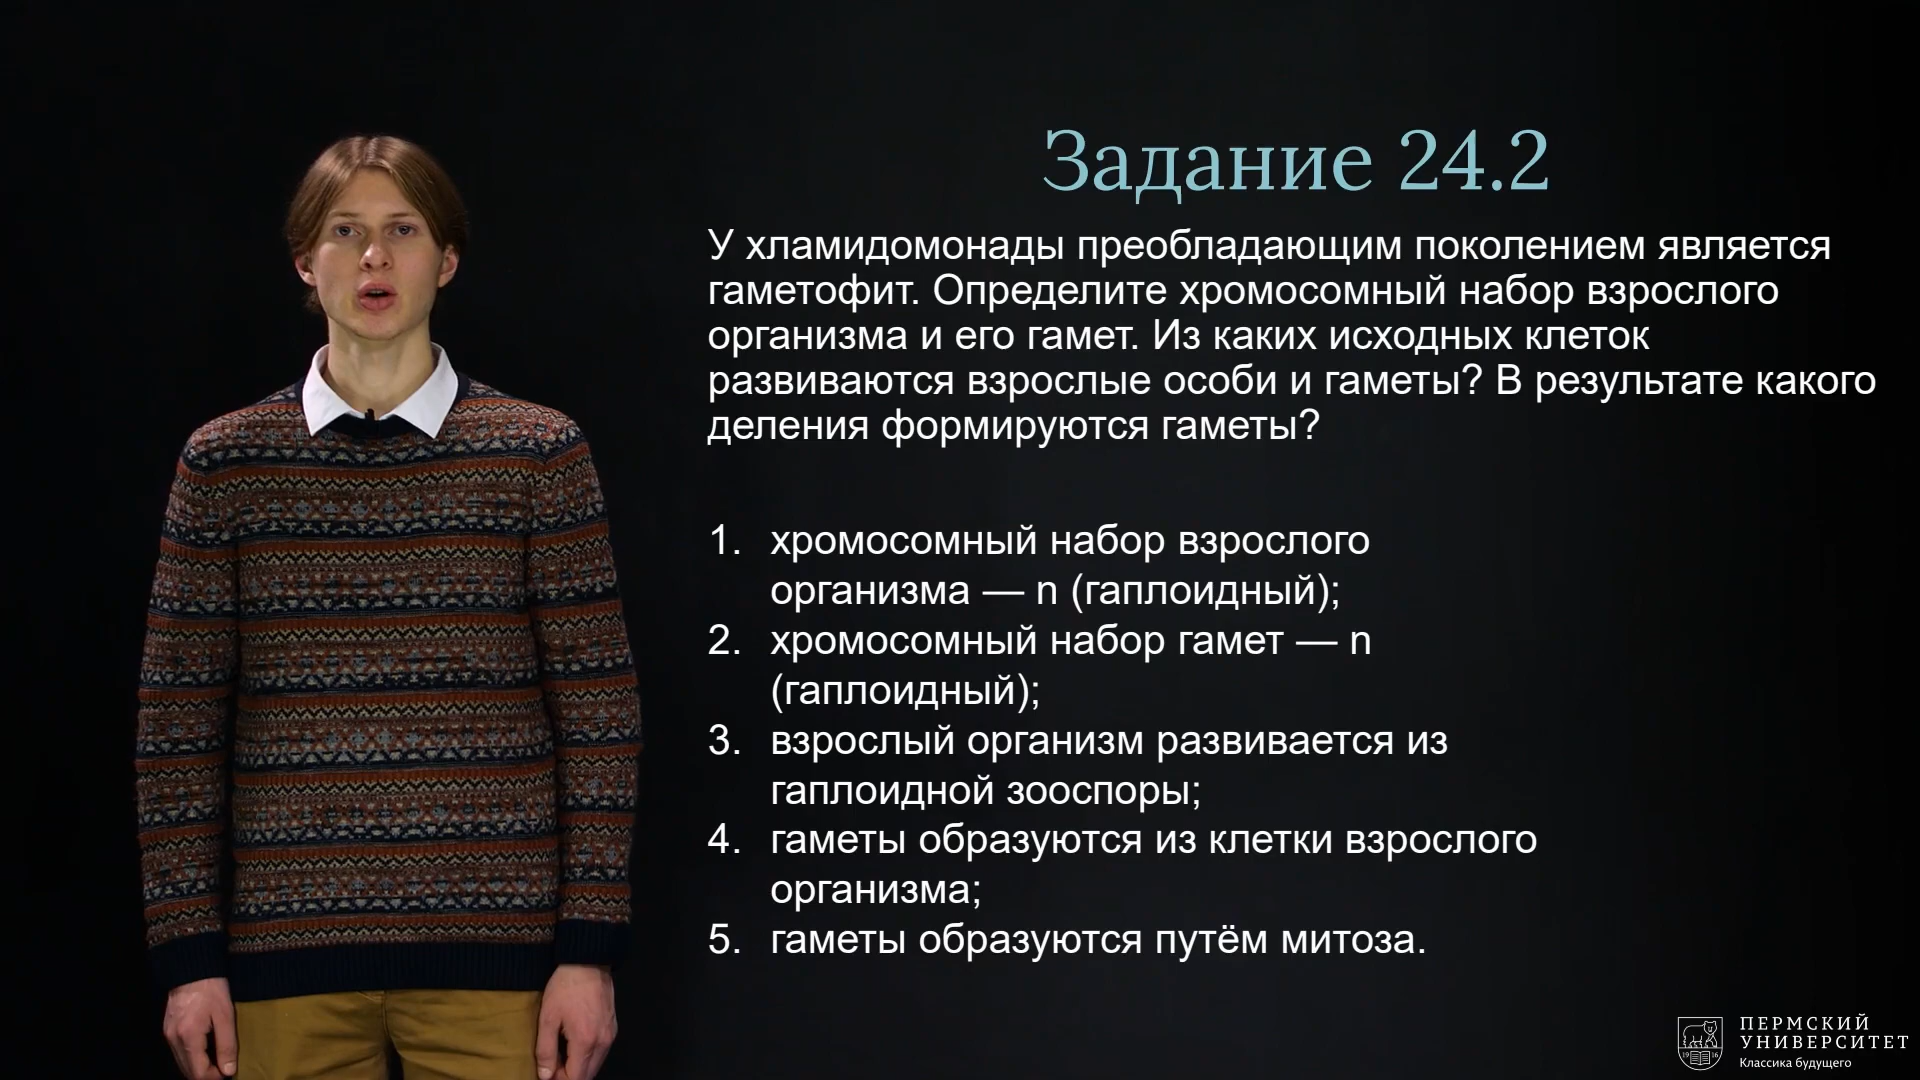 Задание 24.2
У хламидомонады преобладающим поколением является
гаметофит. Определите хромосомный набор взрослого
организма и его гамет. Из каких исходных клеток
развиваются взрослые особи и гаметы? В результате какого
деления формируются гаметы?
1. хромосомный набор взрослого
организма — n (гаплоидный);
2. хромосомный набор гамет — n
(гаплоидный);
3. взрослый организм развивается из
гаплоидной зооспоры;
4. гаметы образуются из клетки взрослого
организма;
5. гаметы образуются путём митоза.
19 16
ПЕРМСКИЙ
УНИВЕРСИТЕТ
Классика будущего